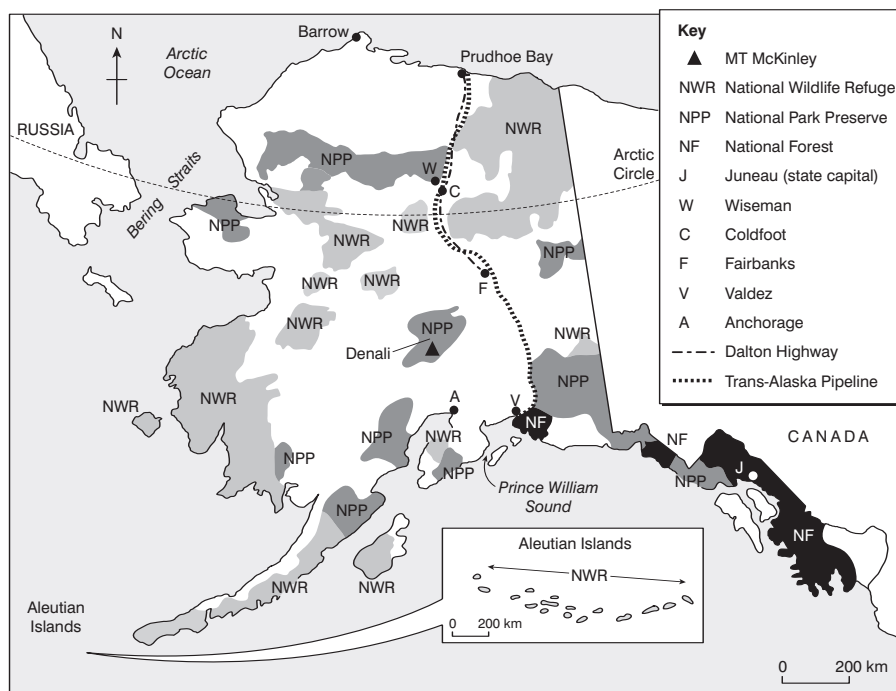 Barrow
Prudhoe Bay
N
Arctic
Ocean
RUSSIA
Bering Straits
NWR
NPP
Arctic
Circle
W
C
NPP
NWR
NWR
NPP
NWR
NWR
F
NWR
NPP
Denali
NWR
NPP
NWR
NWR
A
V
NF
NPP
NWR
NPP
NPP
Prince William
Sound
NPP
NWR
NWR
NF
CANADA
J
NPP
NF
Aleutian
Islands
Aleutian Islands
NWR
0 200 km
0 200 km
Key
MT McKinley
NWR National Wildlife Refuge
NPP National Park Preserve
NF National Forest
J Juneau (state capital)
W Wiseman
C Coldfoot
F Fairbanks
V Valdez
A Anchorage
Dalton Highway
Trans-Alaska Pipeline